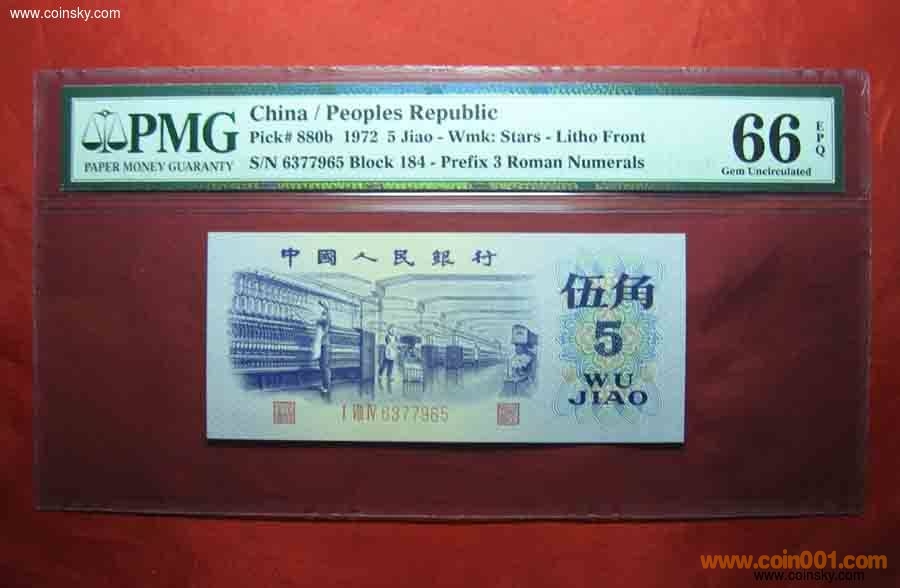 www.coinsky.com
PMG
PAPER MONEY GUARANTY
China / Peoples Republic
Pick# 880b 1972 5 Jiao - Wmk: Stars - Litho Front
S/N 6377965 Block 184 - Prefix 3 Roman Numerals
66
EPQ
Gem Uncirculated
中國人民銀行
伍角
5
WU
JIAO
I VIII IV 6377965
www.coin001.com
www.coinsky.com